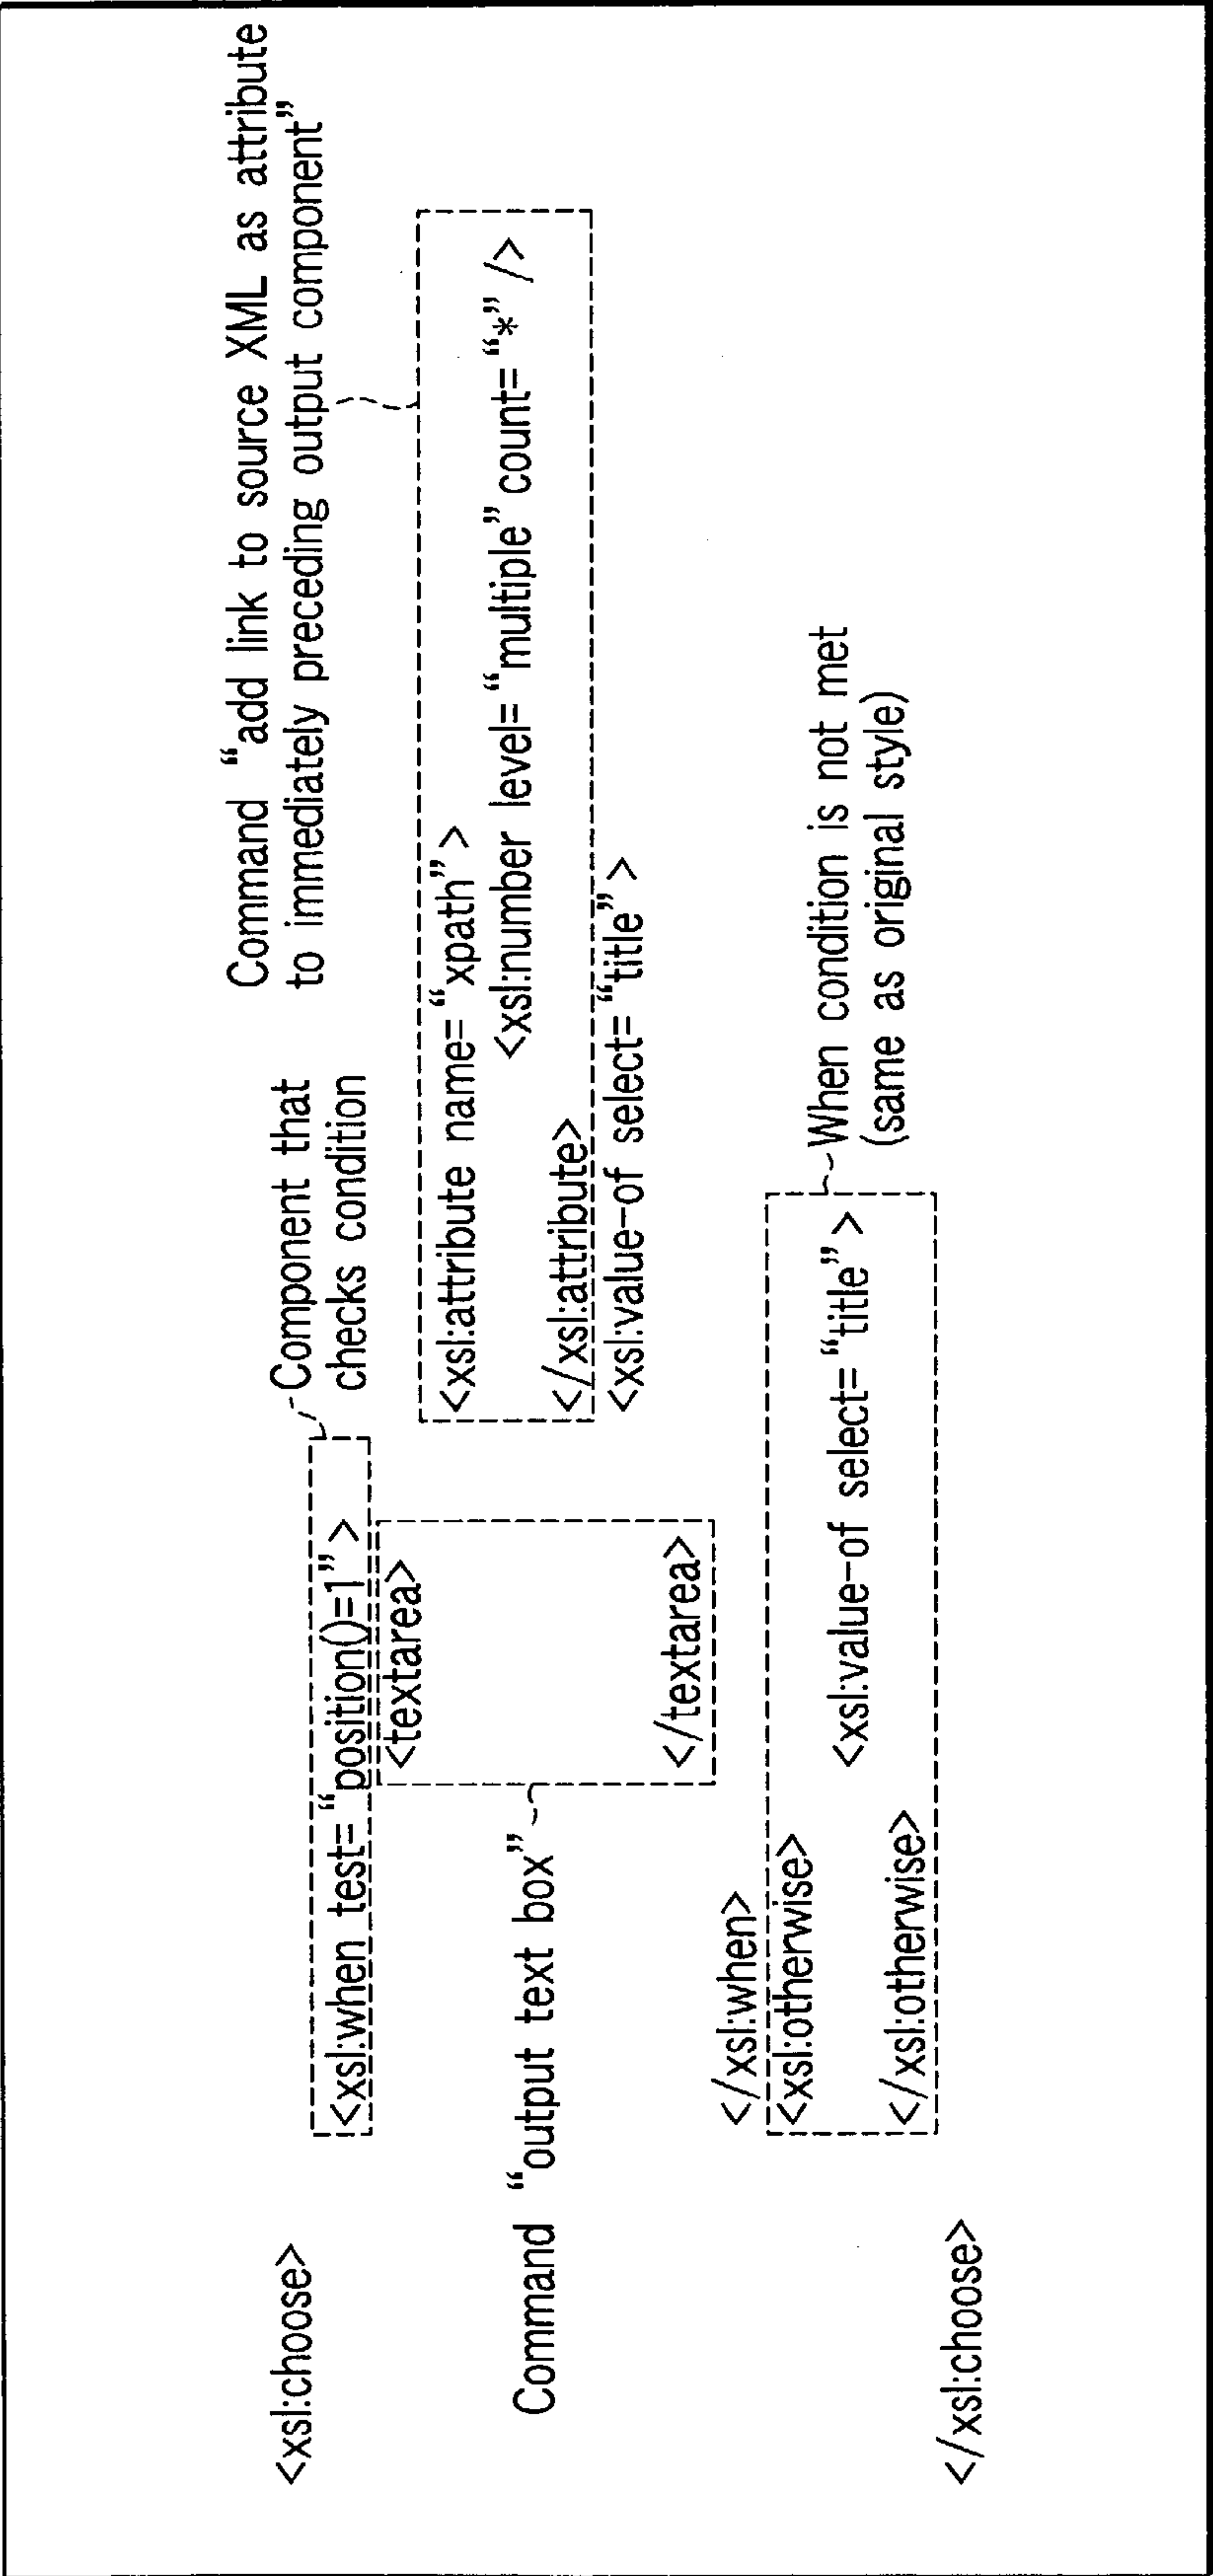 Command “add link to source XML as attribute
to immediately preceding output component”
<xsl:choose>
Component that
checks condition
<xsl:when test=“position()=1” >
<textarea>
<xsl:attribute name=“xpath” >
<xsl:number level=“multiple” count=“*” />
</xsl:attribute>
<xsl:value-of select=“title” >
Command “output text box”
</textarea>
</xsl:when>
<xsl:otherwise>
<xsl:value-of select=“title” >
</xsl:otherwise>
When condition is not met
(same as original style)
</xsl:choose>